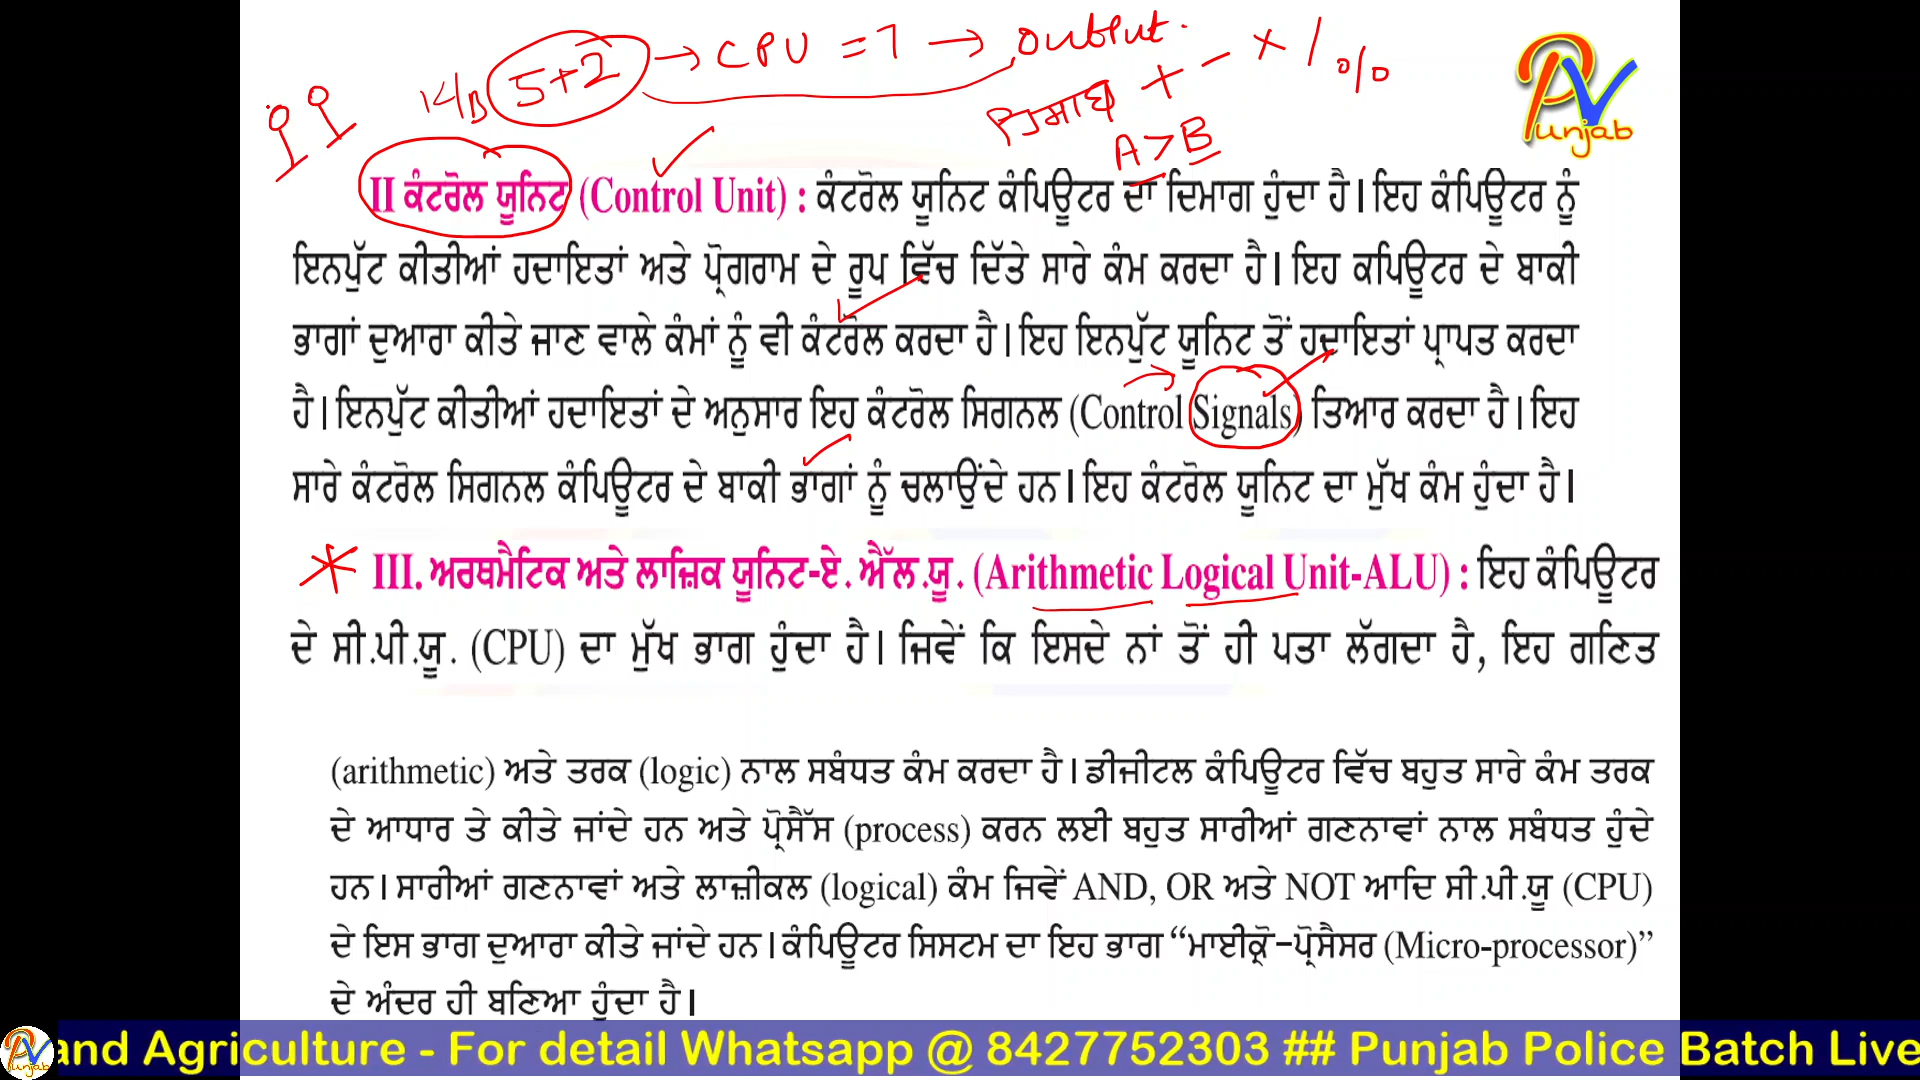 K/B 5+2 → CPU = 7 → output.
+ - × / %
A > B
PV Punjab
II ਕੰਟਰੋਲ ਯੂਨਿਟ (Control Unit) : ਕੰਟਰੋਲ ਯੂਨਿਟ ਕੰਪਿਊਟਰ ਦਾ ਦਿਮਾਗ ਹੁੰਦਾ ਹੈ। ਇਹ ਕੰਪਿਊਟਰ ਨੂੰ
ਇਨਪੁੱਟ ਕੀਤੀਆਂ ਹਦਾਇਤਾਂ ਅਤੇ ਪ੍ਰੋਗਰਾਮ ਦੇ ਰੂਪ ਵਿੱਚ ਦਿੱਤੇ ਸਾਰੇ ਕੰਮ ਕਰਦਾ ਹੈ। ਇਹ ਕਪਿਊਟਰ ਦੇ ਬਾਕੀ
ਭਾਗਾਂ ਦੁਆਰਾ ਕੀਤੇ ਜਾਣ ਵਾਲੇ ਕੰਮਾਂ ਨੂੰ ਵੀ ਕੰਟਰੋਲ ਕਰਦਾ ਹੈ। ਇਹ ਇਨਪੁੱਟ ਯੂਨਿਟ ਤੋਂ ਹਦਾਇਤਾਂ ਪ੍ਰਾਪਤ ਕਰਦਾ
ਹੈ। ਇਨਪੁੱਟ ਕੀਤੀਆਂ ਹਦਾਇਤਾਂ ਦੇ ਅਨੁਸਾਰ ਇਹ ਕੰਟਰੋਲ ਸਿਗਨਲ (Control Signals) ਤਿਆਰ ਕਰਦਾ ਹੈ। ਇਹ
ਸਾਰੇ ਕੰਟਰੋਲ ਸਿਗਨਲ ਕੰਪਿਊਟਰ ਦੇ ਬਾਕੀ ਭਾਗਾਂ ਨੂੰ ਚਲਾਉਂਦੇ ਹਨ। ਇਹ ਕੰਟਰੋਲ ਯੂਨਿਟ ਦਾ ਮੁੱਖ ਕੰਮ ਹੁੰਦਾ ਹੈ।
III. ਅਰਥਮੈਟਿਕ ਅਤੇ ਲਾਜ਼ਿਕ ਯੂਨਿਟ-ਏ. ਐੱਲ.ਯੂ. (Arithmetic Logical Unit-ALU) : ਇਹ ਕੰਪਿਊਟਰ
ਦੇ ਸੀ.ਪੀ.ਯੂ. (CPU) ਦਾ ਮੁੱਖ ਭਾਗ ਹੁੰਦਾ ਹੈ। ਜਿਵੇਂ ਕਿ ਇਸਦੇ ਨਾਂ ਤੋਂ ਹੀ ਪਤਾ ਲੱਗਦਾ ਹੈ, ਇਹ ਗਣਿਤ
(arithmetic) ਅਤੇ ਤਰਕ (logic) ਨਾਲ ਸਬੰਧਤ ਕੰਮ ਕਰਦਾ ਹੈ। ਡੀਜੀਟਲ ਕੰਪਿਊਟਰ ਵਿੱਚ ਬਹੁਤ ਸਾਰੇ ਕੰਮ ਤਰਕ
ਦੇ ਆਧਾਰ ਤੇ ਕੀਤੇ ਜਾਂਦੇ ਹਨ ਅਤੇ ਪ੍ਰੋਸੈੱਸ (process) ਕਰਨ ਲਈ ਬਹੁਤ ਸਾਰੀਆਂ ਗਣਨਾਵਾਂ ਨਾਲ ਸਬੰਧਤ ਹੁੰਦੇ
ਹਨ। ਸਾਰੀਆਂ ਗਣਨਾਵਾਂ ਅਤੇ ਲਾਜ਼ੀਕਲ (logical) ਕੰਮ ਜਿਵੇਂ AND, OR ਅਤੇ NOT ਆਦਿ ਸੀ.ਪੀ.ਯੂ (CPU)
ਦੇ ਇਸ ਭਾਗ ਦੁਆਰਾ ਕੀਤੇ ਜਾਂਦੇ ਹਨ। ਕੰਪਿਊਟਰ ਸਿਸਟਮ ਦਾ ਇਹ ਭਾਗ “ਮਾਈਕ੍ਰੋ-ਪ੍ਰੋਸੈਸਰ (Micro-processor)”
ਦੇ ਅੰਦਰ ਹੀ ਬਣਿਆ ਹੁੰਦਾ ਹੈ।
PV Punjab
and Agriculture - For detail Whatsapp @ 8427752303 ## Punjab Police Batch Live